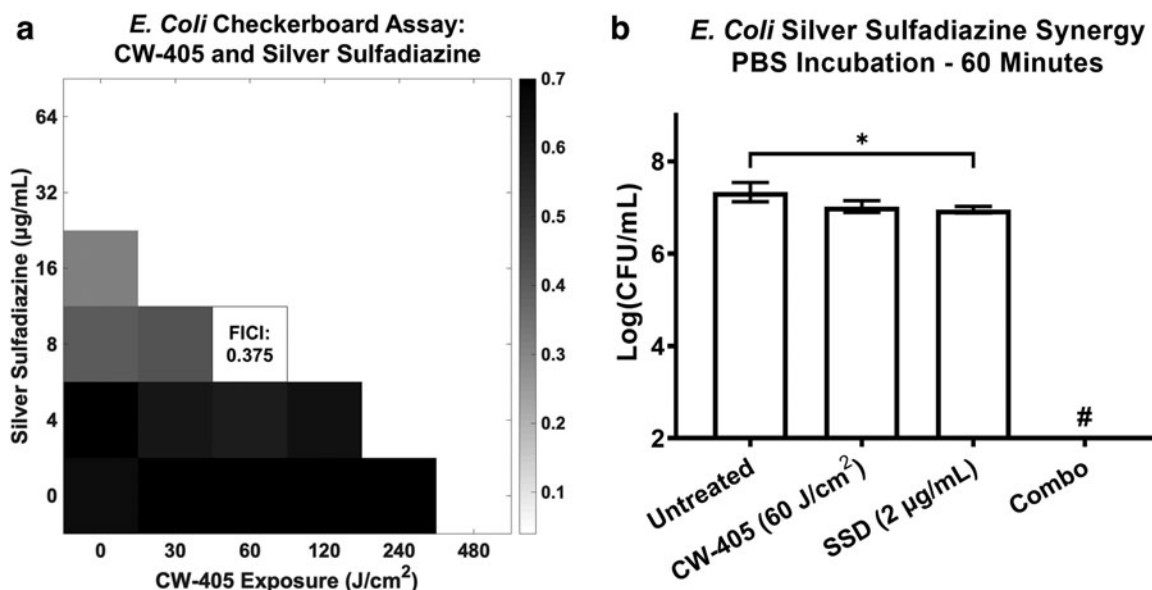 a
E. Coli Checkerboard Assay:
CW-405 and Silver Sulfadiazine
Silver Sulfadiazine (µg/mL)
64
32
16
8
4
0
FICI:
0.375
0
30
60
120
240
480
CW-405 Exposure (J/cm²)
0.7
0.6
0.5
0.4
0.3
0.2
0.1
b
E. Coli Silver Sulfadiazine Synergy
PBS Incubation - 60 Minutes
Log(CFU/mL)
8
6
4
2
*
#
Untreated
CW-405 (60 J/cm²)
SSD (2 µg/mL)
Combo